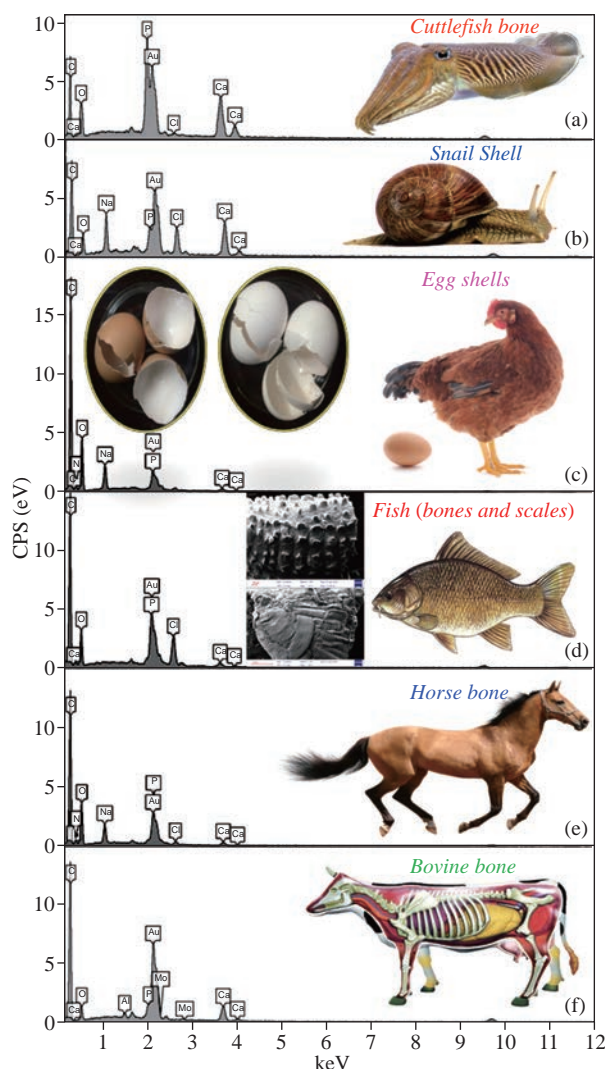 10
5
0
C
Ca
O
P
Au
Cl
Ca
Ca
Cuttlefish bone
(a)
5
0
C
Ca
O
Na
P
Au
Cl
Ca
Ca
Snail Shell
(b)
15
10
5
0
C
C
N
O
Na
Au
P
Ca
Ca
Egg shells
(c)
CPS (eV)
10
5
0
C
Ca
O
Au
P
Cl
Ca
Ca
Fish (bones and scales)
(d)
10
5
0
C
N
O
Na
P
Au
Cl
Ca
Ca
Horse bone
(e)
10
5
0
C
Ca
O
Al
P
Au
Mo
Mo
Ca
Ca
Bovine bone
(f)
1 2 3 4 5 6 7 8 9 10 11 12
keV